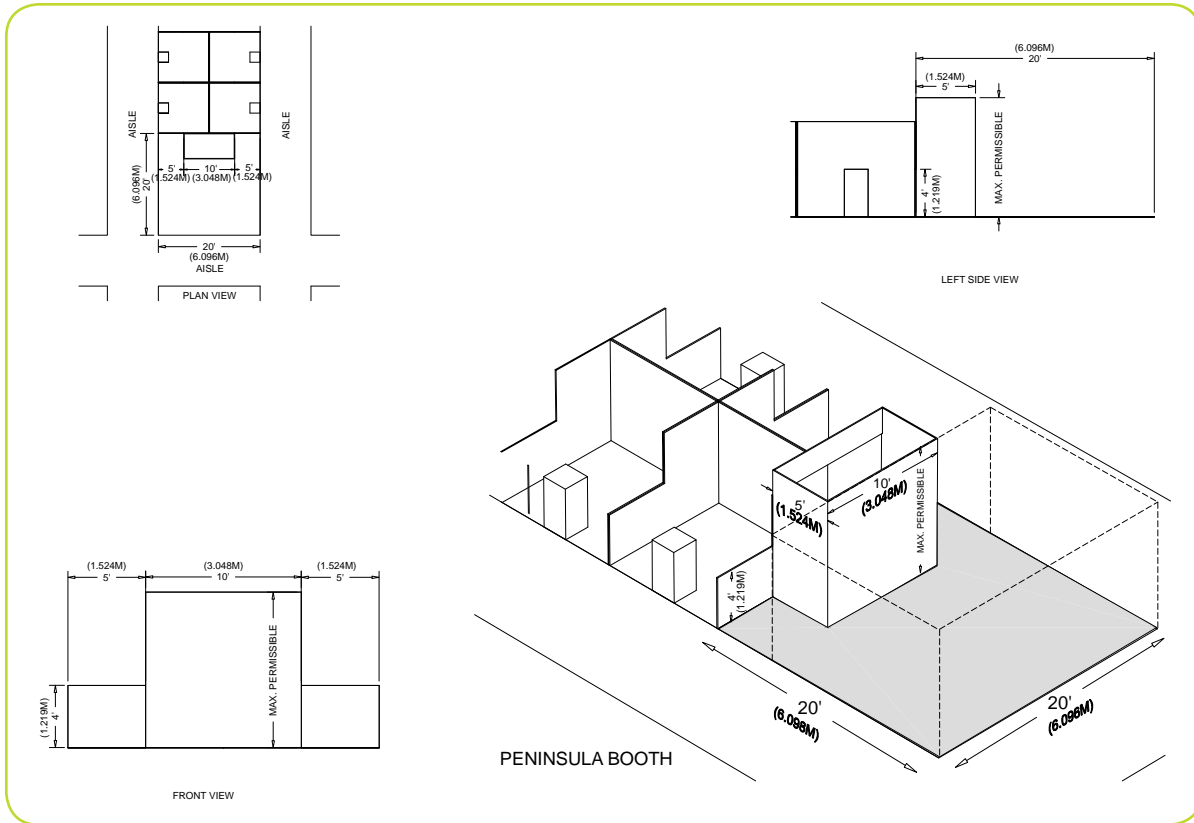 AISLE
AISLE
5'
10'
5'
(1.524M)
(3.048M)
(1.524M)
20'
(6.096M)
20'
(6.096M)
AISLE
PLAN VIEW
(6.096M)
20'
(1.524M)
5'
MAX. PERMISSIBLE
4'
(1.219M)
LEFT SIDE VIEW
(1.524M)
5'
(3.048M)
10'
(1.524M)
5'
MAX. PERMISSIBLE
4'
(1.219M)
FRONT VIEW
5'
(1.524M)
10'
(3.048M)
MAX. PERMISSIBLE
4'
(1.219M)
20'
(6.098M)
20'
(6.096M)
PENINSULA BOOTH